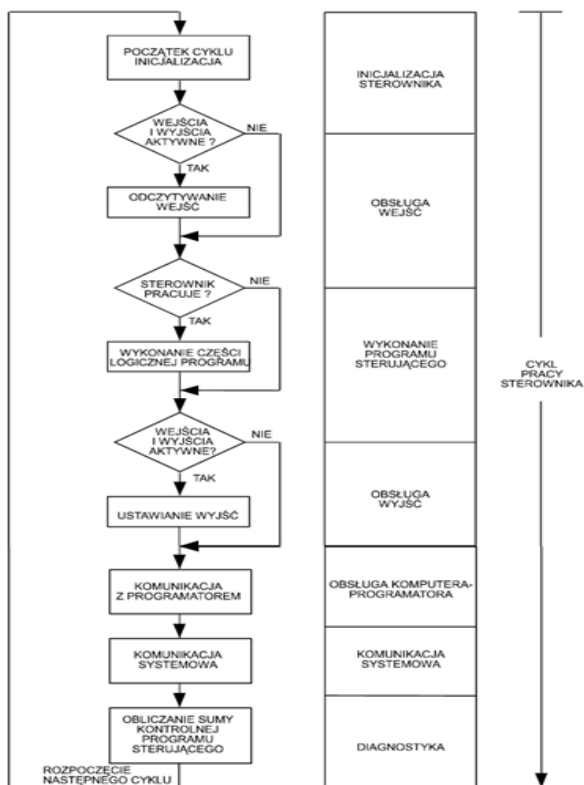 POCZĄTEK CYKLU
INICJALIZACJA
WEJŚCIA
I WYJŚCIA
AKTYWNE ?
NIE
TAK
ODCZYTYWANIE
WEJŚĆ
STEROWNIK
PRACUJE ?
NIE
TAK
WYKONANIE CZĘŚCI
LOGICZNEJ PROGRAMU
WEJŚCIA
I WYJŚCIA
AKTYWNE?
NIE
TAK
USTAWIANIE WYJŚĆ
KOMUNIKACJA
Z PROGRAMATOREM
KOMUNIKACJA
SYSTEMOWA
OBLICZANIE SUMY
KONTROLNEJ
PROGRAMU
STERUJĄCEGO
ROZPOCZĘCIE
NASTĘPNEGO CYKLU
INICJALIZACJA
STEROWNIKA
OBSŁUGA
WEJŚĆ
WYKONANIE
PROGRAMU
STERUJĄCEGO
OBSŁUGA
WYJŚĆ
OBSŁUGA KOMPUTERA-
PROGRAMATORA
KOMUNIKACJA
SYSTEMOWA
DIAGNOSTYKA
CYKL
PRACY
STEROWNIKA